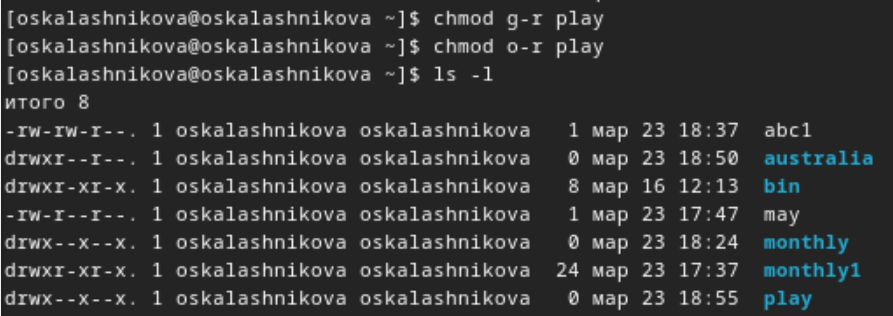 [oskalashnikova@oskalashnikova ~]$ chmod g-r play
[oskalashnikova@oskalashnikova ~]$ chmod o-r play
[oskalashnikova@oskalashnikova ~]$ ls -l
итого 8
-rw-rw-r--. 1 oskalashnikova oskalashnikova  1 мар 23 18:37 abc1
drwxr--r--. 1 oskalashnikova oskalashnikova  0 мар 23 18:50 australia
drwxr-xr-x. 1 oskalashnikova oskalashnikova  8 мар 16 12:13 bin
-rw-r--r--. 1 oskalashnikova oskalashnikova  1 мар 23 17:47 may
drwx--x--x. 1 oskalashnikova oskalashnikova  0 мар 23 18:24 monthly
drwxr-xr-x. 1 oskalashnikova oskalashnikova 24 мар 23 17:37 monthly1
drwx--x--x. 1 oskalashnikova oskalashnikova  0 мар 23 18:55 play